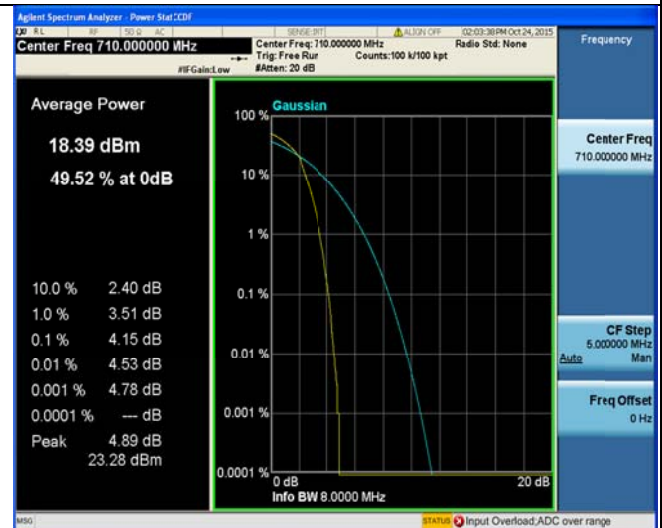 Agilent Spectrum Analyzer - Power Stat CCDF
RL RF 50 Ω AC SENSE:INT ALIGN OFF 02:03:38 PM Oct 24, 2015
Center Freq 710.000000 MHz
Center Freq: 710.000000 MHz
Radio Std: None
Trig: Free Run
Counts:100 k/100 kpt
#IFGain:Low
#Atten: 20 dB
Frequency
Average Power
18.39 dBm
49.52 % at 0dB
10.0 % 2.40 dB
1.0 % 3.51 dB
0.1 % 4.15 dB
0.01 % 4.53 dB
0.001 % 4.78 dB
0.0001 % --- dB
Peak 4.89 dB
23.28 dBm
Gaussian
100 %
10 %
1 %
0.1 %
0.01 %
0.001 %
0.0001 %
0 dB
20 dB
Info BW 8.0000 MHz
Center Freq
710.000000 MHz
CF Step
5.000000 MHz
Auto Man
Freq Offset
0 Hz
MSG
STATUS Input Overload;ADC over range